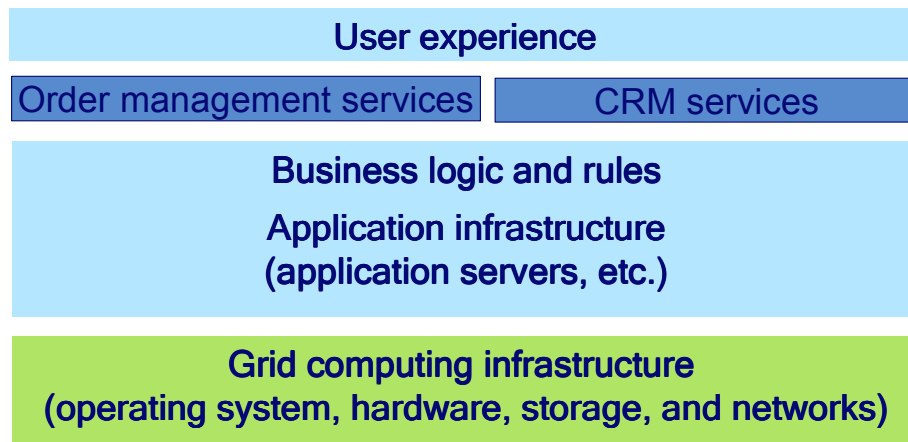 User experience
Order management services
CRM services
Business logic and rules
Application infrastructure
(application servers, etc.)
Grid computing infrastructure
(operating system, hardware, storage, and networks)